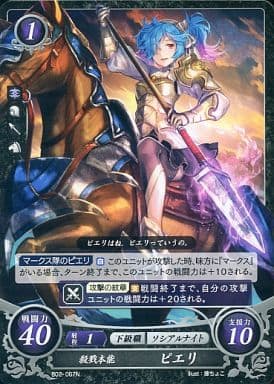 1
ピエリはね、ピエリっていうの。
マークス隊のピエリ 自 このユニットが攻撃した時、味方に『マークス』
がいる場合、ターン終了まで、このユニットの戦闘力は+10される。
攻撃の紋章 戦闘終了まで、自分の攻撃
ユニットの戦闘力は+20される。
戦闘力 40
射程 1
下級職
ソシアルナイト
支援力 10
殺戮本能
ピエリ
B02-067N